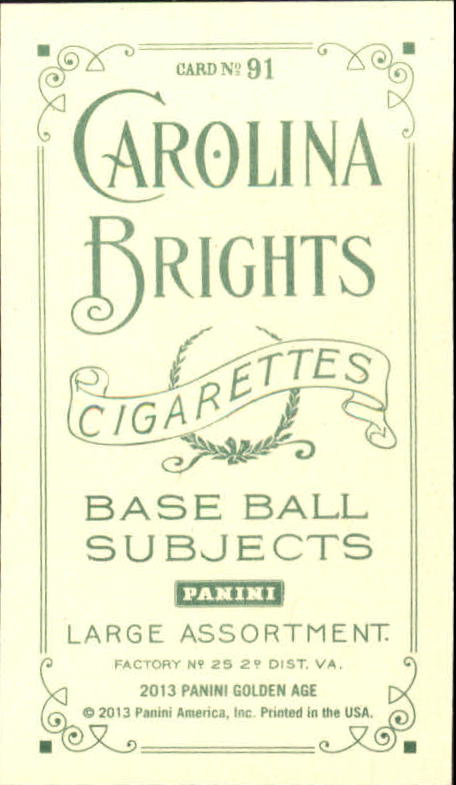 CARD Nº 91
CAROLINA
BRIGHTS
CIGARETTES
BASE BALL
SUBJECTS
PANINI
LARGE ASSORTMENT.
FACTORY Nº 25 2º DIST. VA.
2013 PANINI GOLDEN AGE
© 2013 Panini America, Inc. Printed in the USA.